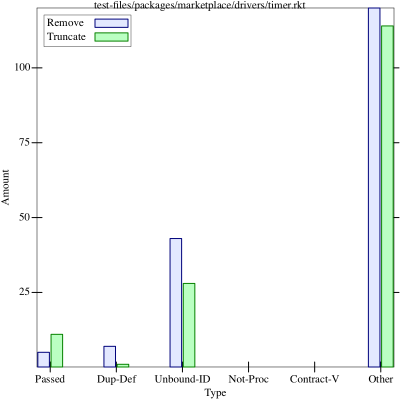 test-files/packages/marketplace/drivers/timer.rkt
Remove
Truncate
100
75
50
25
Amount
Passed Dup-Def Unbound-ID Not-Proc Contract-V Other
Type